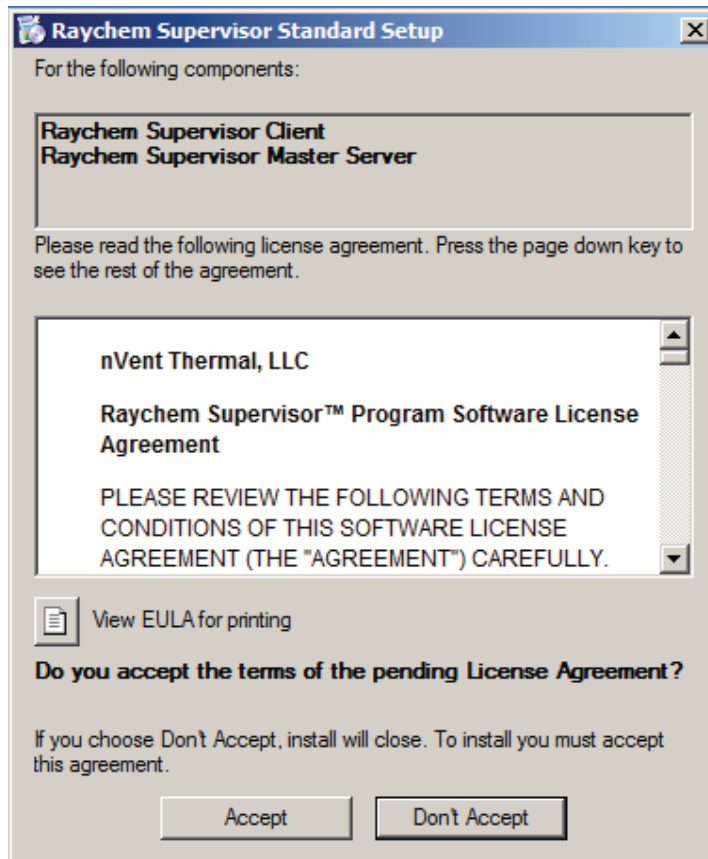 Raychem Supervisor Standard Setup
For the following components:
Raychem Supervisor Client
Raychem Supervisor Master Server
Please read the following license agreement. Press the page down key to
see the rest of the agreement.
nVent Thermal, LLC
Raychem Supervisor™ Program Software License
Agreement
PLEASE REVIEW THE FOLLOWING TERMS AND
CONDITIONS OF THIS SOFTWARE LICENSE
AGREEMENT (THE "AGREEMENT") CAREFULLY.
View EULA for printing
Do you accept the terms of the pending License Agreement?
If you choose Don't Accept, install will close. To install you must accept
this agreement.
Accept
Don't Accept